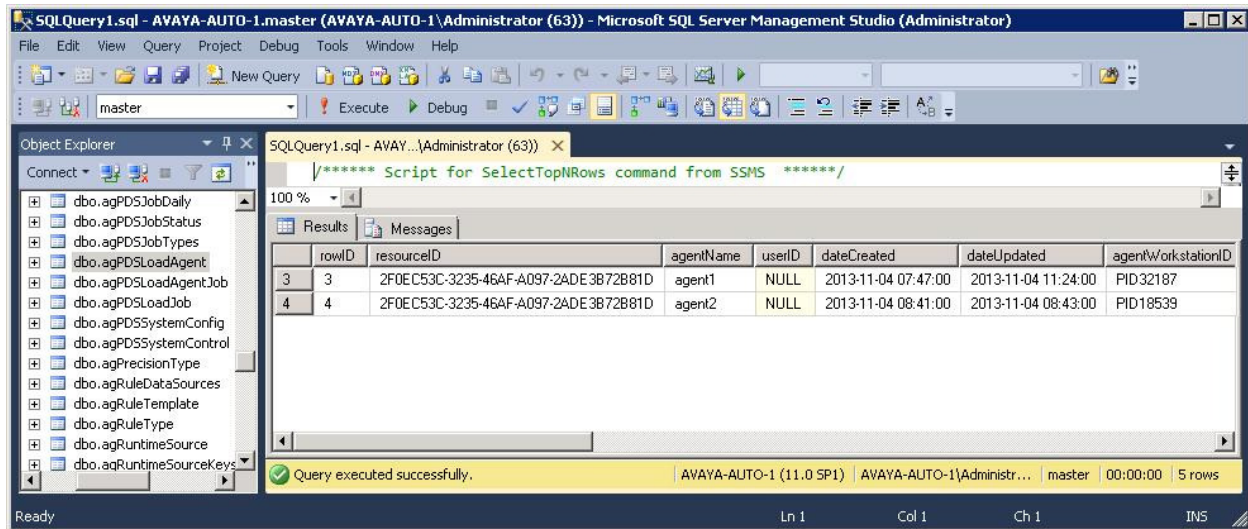 SQLQuery1.sql - AVAYA-AUTO-1.master (AVAYA-AUTO-1\Administrator (63)) - Microsoft SQL Server Management Studio (Administrator)
File Edit View Query Project Debug Tools Window Help
New Query
master Execute Debug
Object Explorer
Connect
dbo.agPDSJobDaily
dbo.agPDSJobStatus
dbo.agPDSJobTypes
dbo.agPDSLoadAgent
dbo.agPDSLoadAgentJob
dbo.agPDSLoadJob
dbo.agPDSSystemConfig
dbo.agPDSSystemControl
dbo.agPrecisionType
dbo.agRuleDataSources
dbo.agRuleTemplate
dbo.agRuleType
dbo.agRuntimeSource
dbo.agRuntimeSourceKeys
SQLQuery1.sql - AVAY...\Administrator (63))
/****** Script for SelectTopNRows command from SSMS ******/
100 %
Results Messages
rowID resourceID agentName userID dateCreated dateUpdated agentWorkstationID
3 3 2F0EC53C-3235-46AF-A097-2ADE3B72B81D agent1 NULL 2013-11-04 07:47:00 2013-11-04 11:24:00 PID32187
4 4 2F0EC53C-3235-46AF-A097-2ADE3B72B81D agent2 NULL 2013-11-04 08:41:00 2013-11-04 08:43:00 PID18539
Query executed successfully. AVAYA-AUTO-1 (11.0 SP1) AVAYA-AUTO-1\Administr... master 00:00:00 5 rows
Ready Ln 1 Col 1 Ch 1 INS